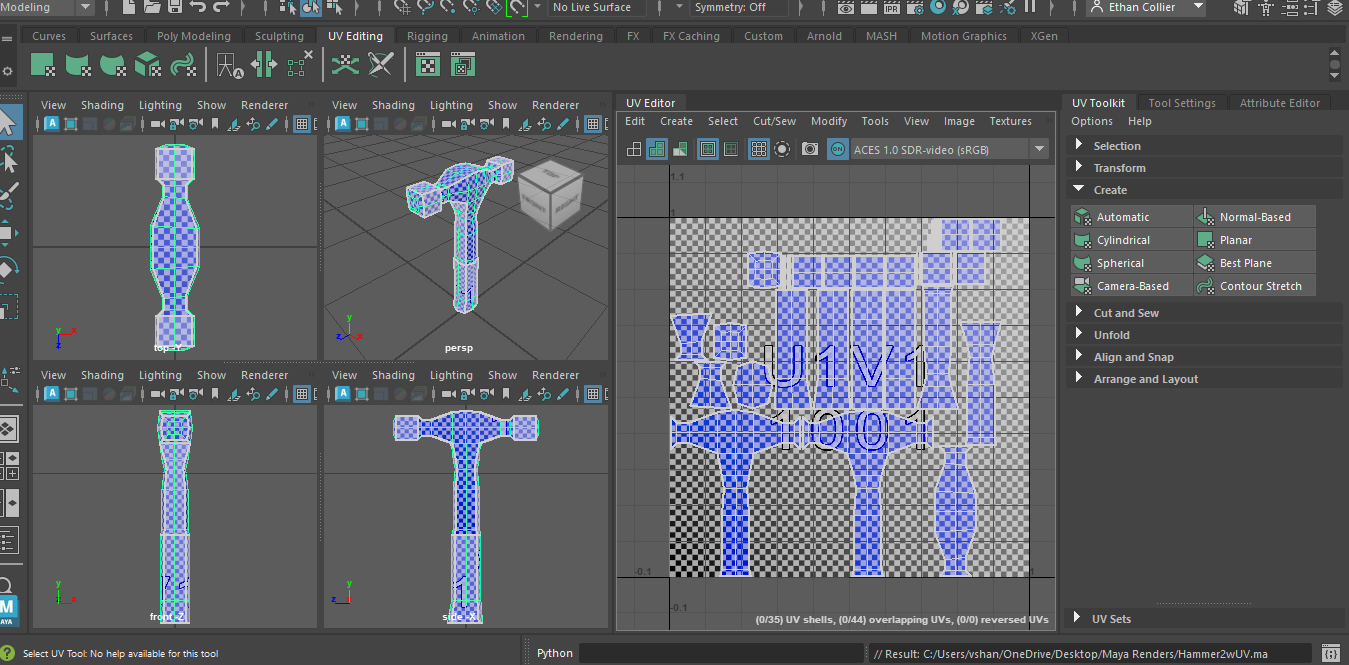 Modeling
No Live Surface
Symmetry: Off
IPR
Ethan Collier
Curves Surfaces Poly Modeling Sculpting UV Editing Rigging Animation Rendering FX FX Caching Custom Arnold MASH Motion Graphics XGen
View Shading Lighting Show Renderer
top -Y
View Shading Lighting Show Renderer
persp
View Shading Lighting Show Renderer
front -Z
View Shading Lighting Show Renderer
side -X
UV Editor
Edit Create Select Cut/Sew Modify Tools View Image Textures
ON ACES 1.0 SDR-video (sRGB)
1.1
U1V1
1001
-0.1
1
-0.1
(0/35) UV shells, (0/44) overlapping UVs, (0/0) reversed UVs
UV Toolkit Tool Settings Attribute Editor
Options Help
Selection
Transform
Create
Automatic Normal-Based
Cylindrical Planar
Spherical Best Plane
Camera-Based Contour Stretch
Cut and Sew
Unfold
Align and Snap
Arrange and Layout
UV Sets
M
AYA
Select UV Tool: No help available for this tool
Python
// Result: C:/Users/vshan/OneDrive/Desktop/Maya Renders/Hammer2wUV.ma